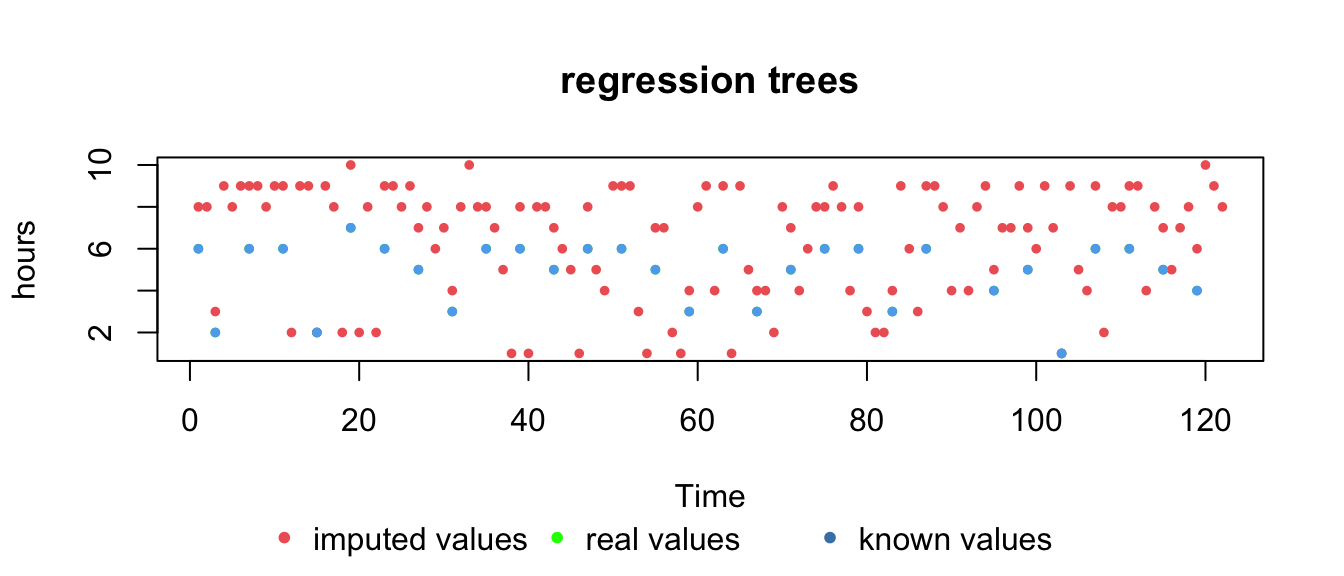 regression trees
hours
10
6
2
0 20 40 60 80 100 120
Time
imputed values real values known values